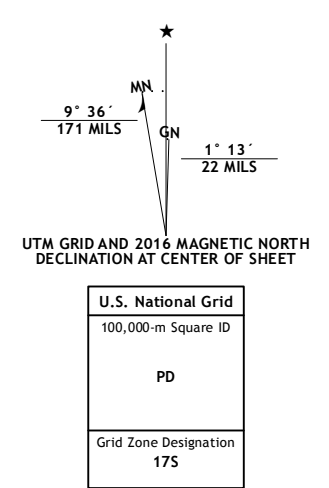 MN
9° 36´
171 MILS
GN
1° 13´
22 MILS
UTM GRID AND 2016 MAGNETIC NORTH
DECLINATION AT CENTER OF SHEET
U.S. National Grid
100,000-m Square ID
PD
Grid Zone Designation
17S